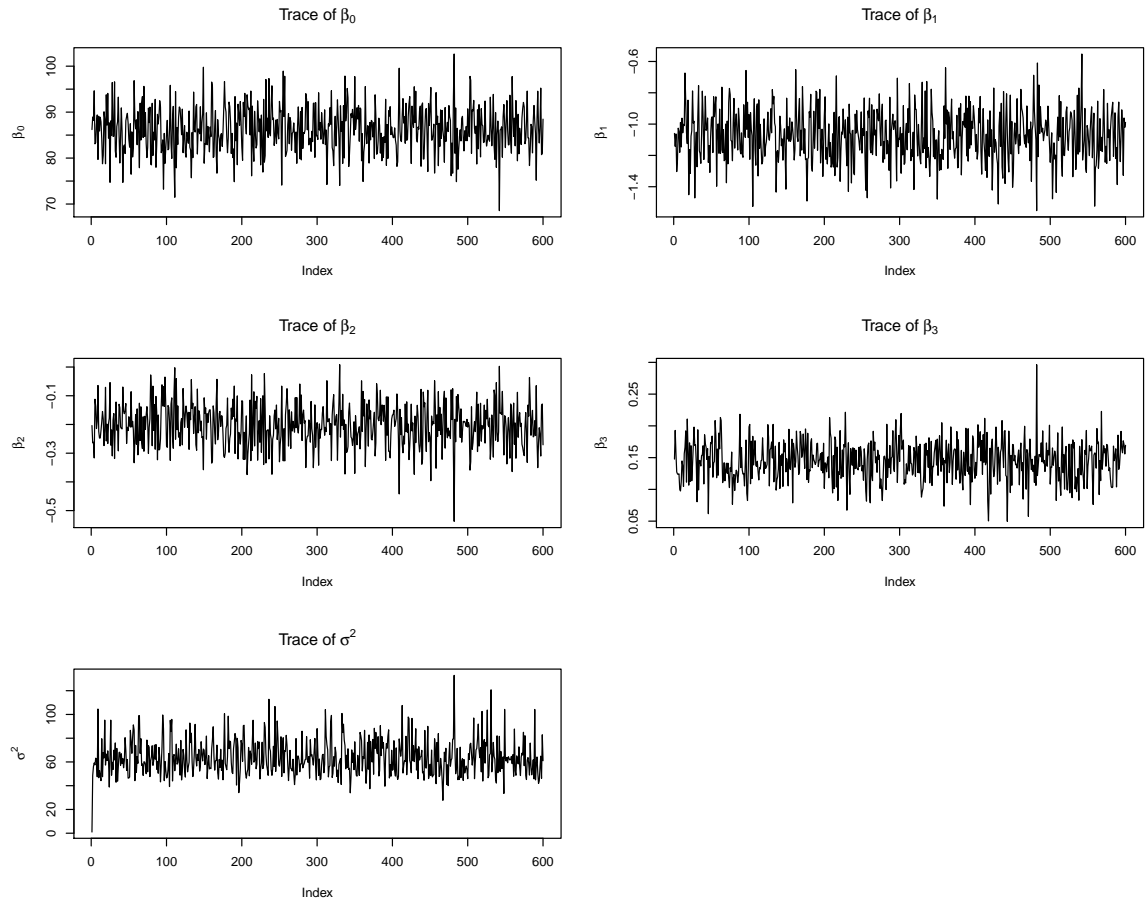 Trace of β₀
β₀
100
90
80
70
0 100 200 300 400 500 600
Index
Trace of β₁
β₁
−0.6
−1.0
−1.4
0 100 200 300 400 500 600
Index
Trace of β₂
β₂
−0.1
−0.3
−0.5
0 100 200 300 400 500 600
Index
Trace of β₃
β₃
0.25
0.15
0.05
0 100 200 300 400 500 600
Index
Trace of σ²
σ²
100
60
20
0
0 100 200 300 400 500 600
Index